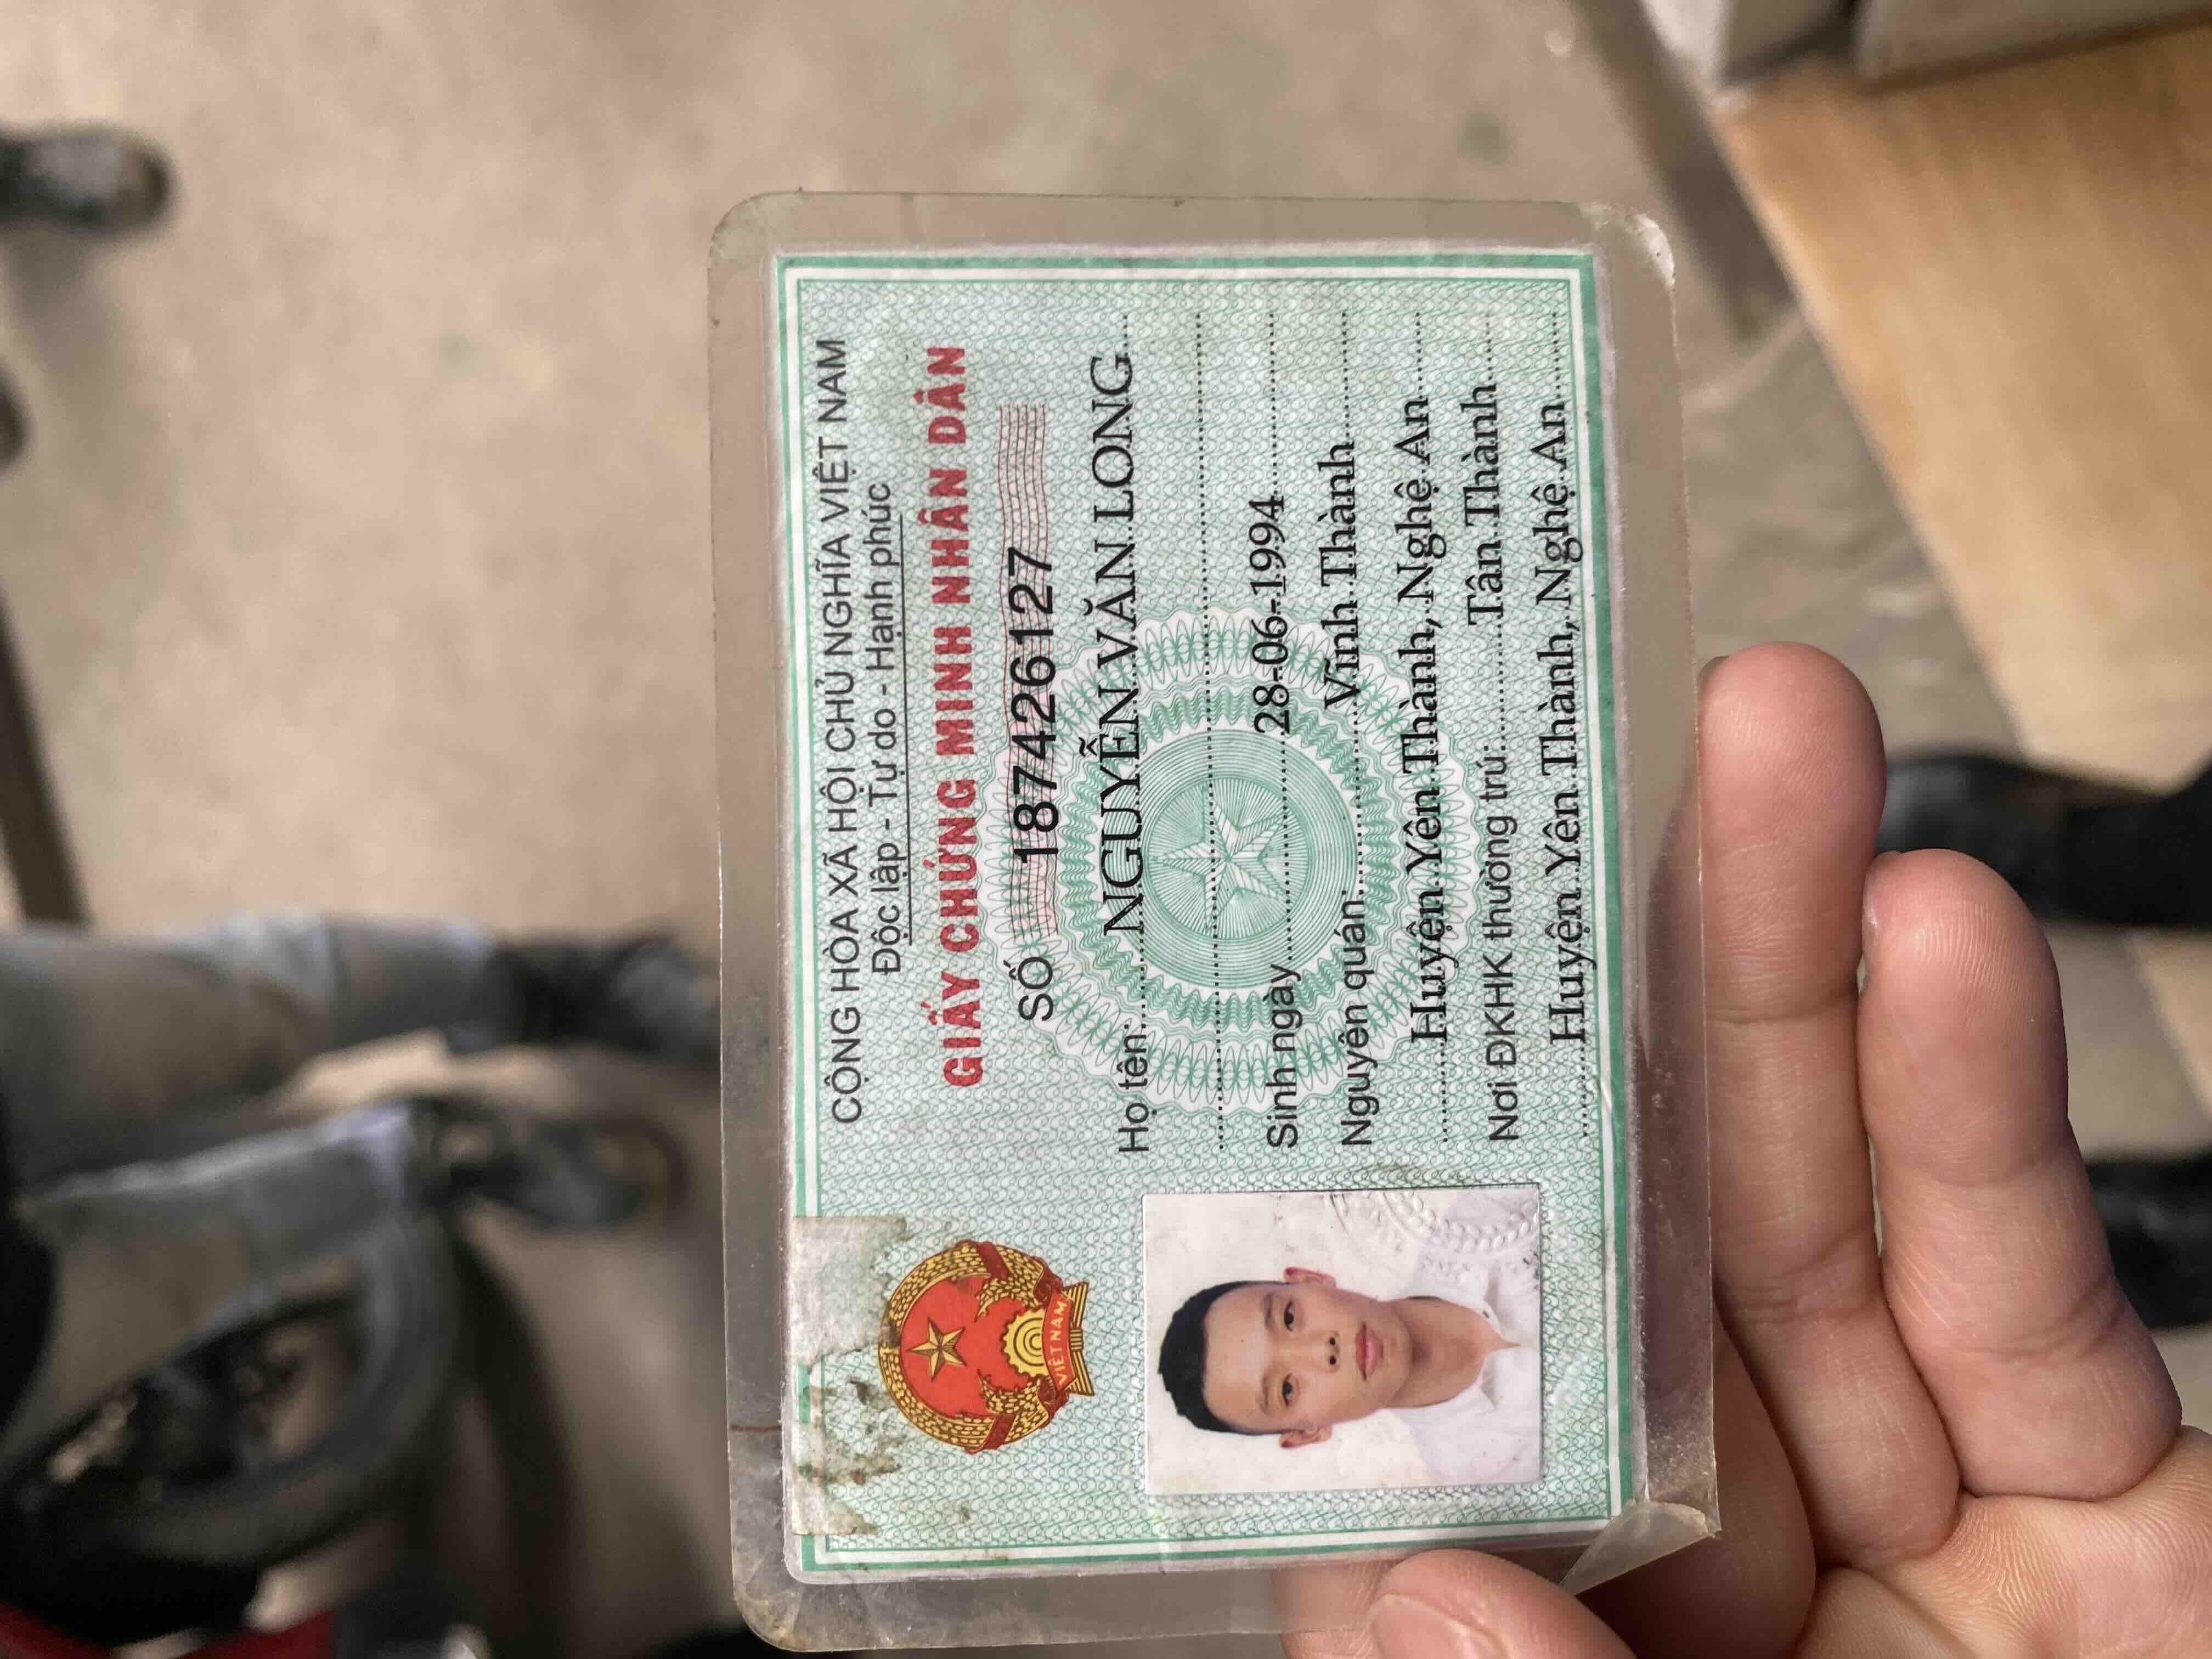 CỘNG HÒA XÃ HỘI CHỦ NGHĨA VIỆT NAM
Độc lập - Tự do - Hạnh phúc
GIẤY CHỨNG MINH NHÂN DÂN
SỐ 187426127
Họ tên: NGUYỄN VĂN LONG
Sinh ngày 28-06-1994
Nguyên quán Vĩnh Thành
Huyện Yên Thành, Nghệ An
Nơi ĐKHK thường trú: Tân Thành
Huyện Yên Thành, Nghệ An
VIỆT NAM